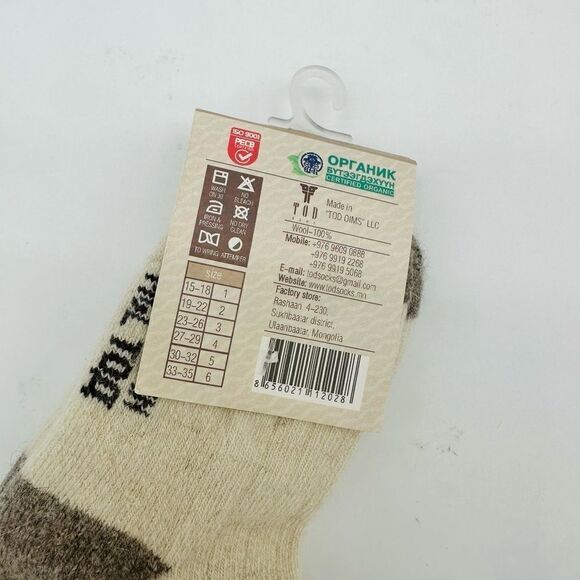 ISO 9001
PECB
CERTIFIED
ОРГАНИК
БҮТЭЭГДЭХҮҮН
CERTIFIED ORGANIC
WASH
ON 30
NO
BLEACH
IRON &
PRESSING
NO DRY
CLEAN
TO WRING
TOD
Made in
"TOD OIMS" LLC
Wool-100%
Mobile: +976 9609 0888
+976 9919 2268
+976 9919 5068
E-mail: todsocks@gmail.com
Website: www.todsocks.mn
Factory store:
Rashaan, 4-230,
Sukhbaatar district,
Ulaanbaatar, Mongolia
size
15-18 1
19-22 2
23-26 3
27-29 4
30-32 5
33-35 6
8 656021 112028